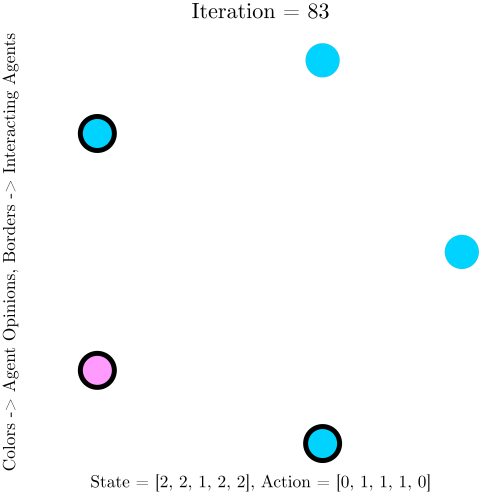 Iteration = 83
Colors -> Agent Opinions, Borders -> Interacting Agents
State = [2, 2, 1, 2, 2], Action = [0, 1, 1, 1, 0]